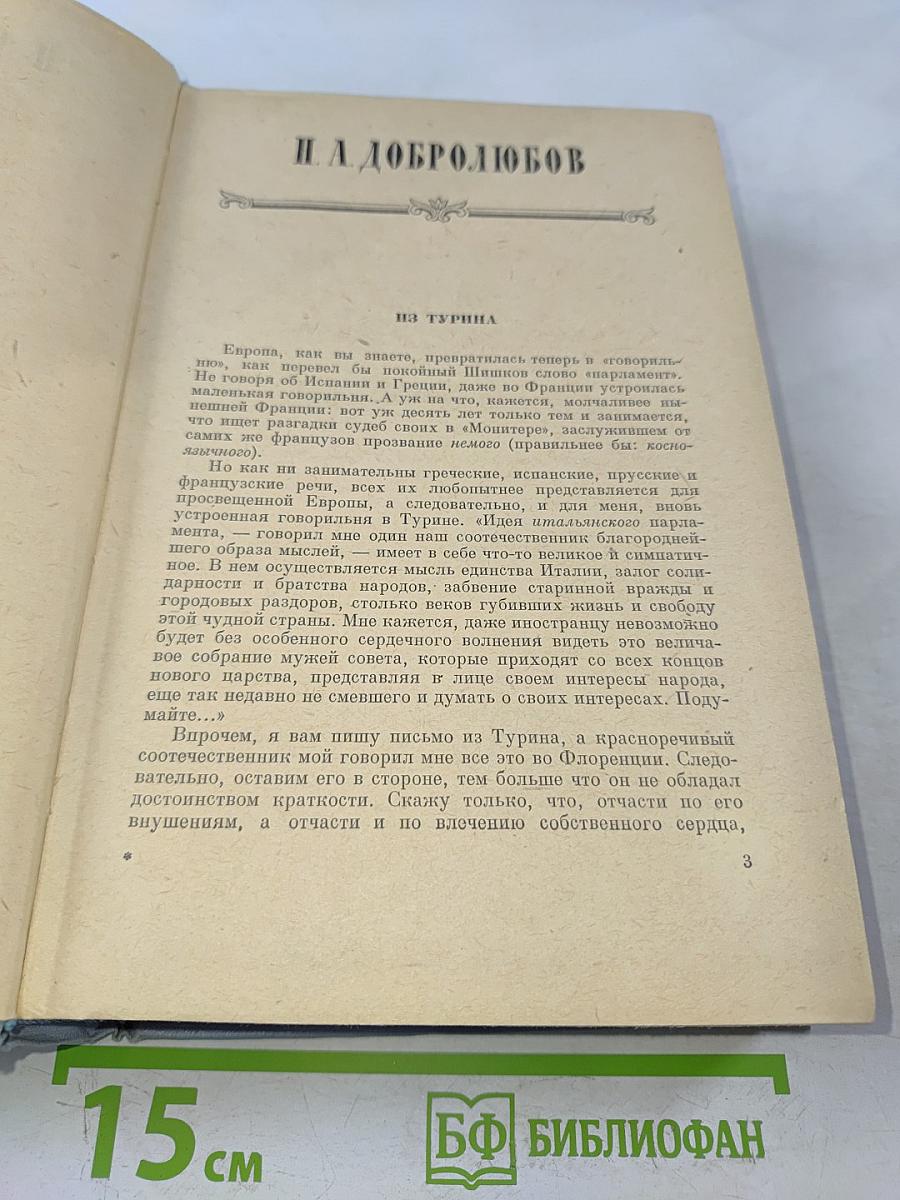 Н. А. ДОБРОЛЮБОВ
ИЗ ТУРИНА
Европа, как вы знаете, превратилась теперь в «говориль-
ню», как перевел бы покойный Шишков слово «парламент».
Не говоря об Испании и Греции, даже во Франции устроилась
маленькая говорильня. А уж на что, кажется, молчаливее ны-
нешней Франции: вот уж десять лет только тем и занимается,
что ищет разгадки судеб своих в «Монитере», заслужившем от
самих же французов прозвание немого (правильнее бы: косно-
язычного).
Но как ни занимательны греческие, испанские, прусские и
французские речи, всех их любопытнее представляется для
просвещенной Европы, а следовательно, и для меня, вновь
устроенная говорильня в Турине. «Идея итальянского парла-
мента, — говорил мне один наш соотечественник благородней-
шего образа мыслей, — имеет в себе что-то великое и симпатич-
ное. В нем осуществляется мысль единства Италии, залог соли-
дарности и братства народов, забвение старинной вражды и
городовых раздоров, столько веков губивших жизнь и свободу
этой чудной страны. Мне кажется, даже иностранцу невозможно
будет без особенного сердечного волнения видеть это велича-
вое собрание мужей совета, которые приходят со всех концов
нового царства, представляя в лице своем интересы народа,
еще так недавно не смевшего и думать о своих интересах. Поду-
майте...»
Впрочем, я вам пишу письмо из Турина, а красноречивый
соотечественник мой говорил мне все это во Флоренции. Следо-
вательно, оставим его в стороне, тем больше что он не обладал
достоинством краткости. Скажу только, что, отчасти по его
внушениям, а отчасти и по влечению собственного сердца,
* 3
15 см
БФ БИБЛИОФАН